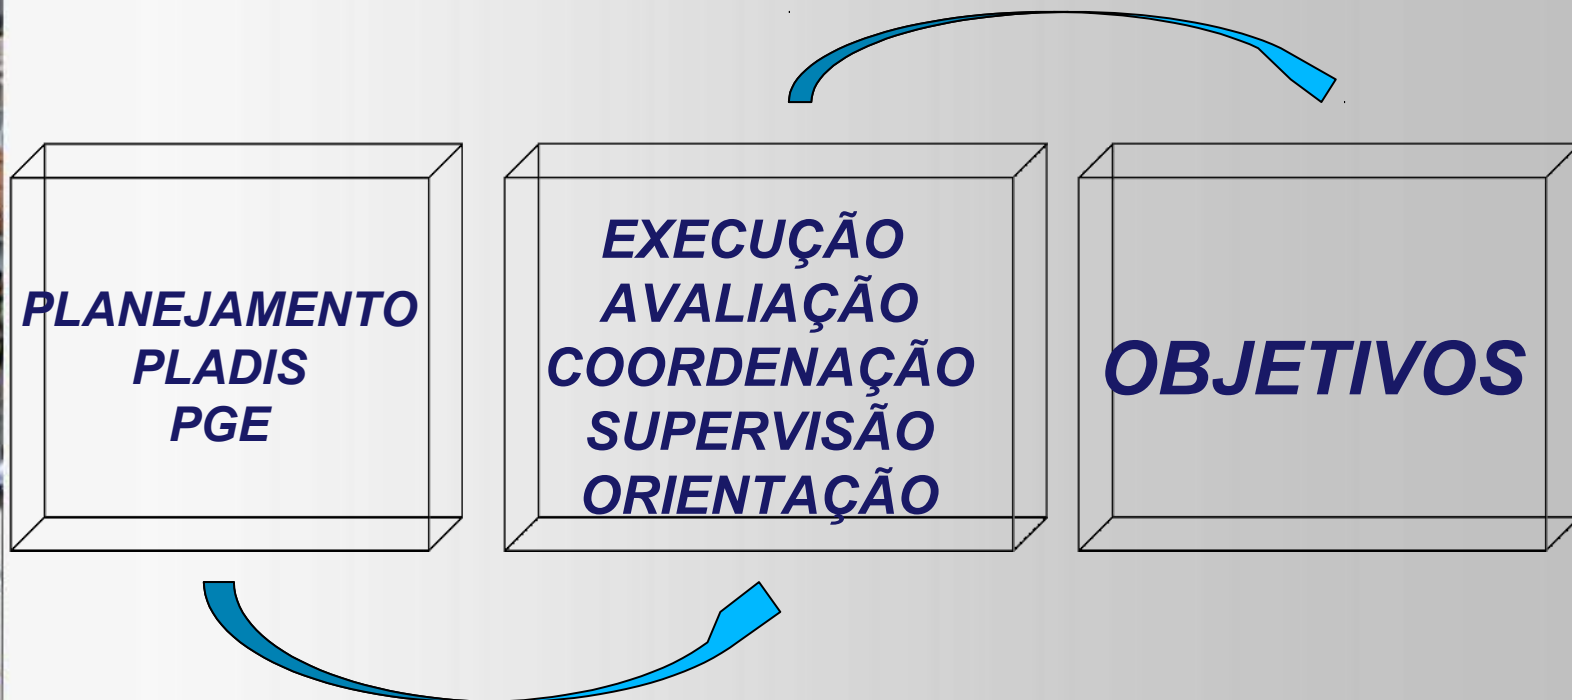 PLANEJAMENTO
PLADIS
PGE
EXECUÇÃO
AVALIAÇÃO
COORDENAÇÃO
SUPERVISÃO
ORIENTAÇÃO
OBJETIVOS